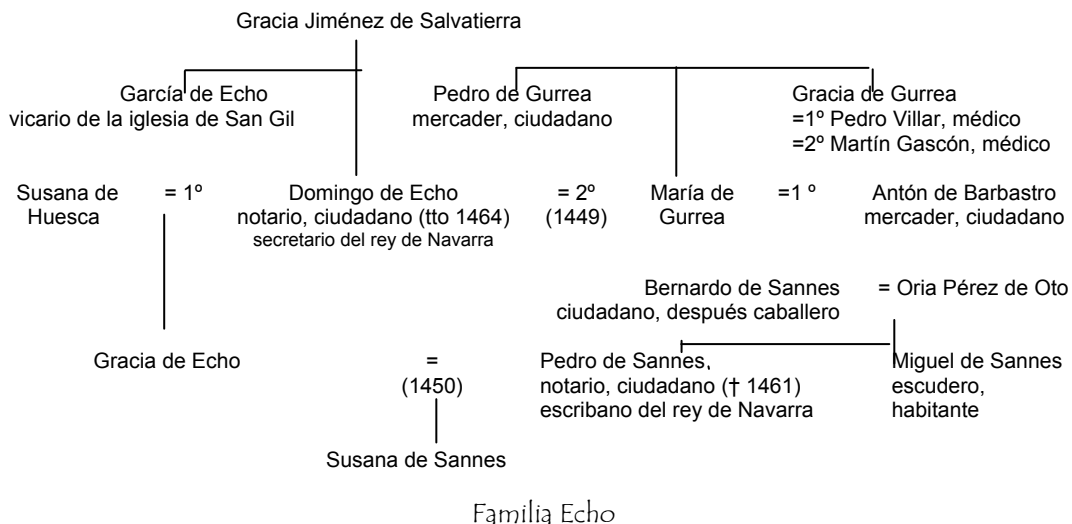 Gracia Jiménez de Salvatierra
García de Echo
vicario de la iglesia de San Gil
Pedro de Gurrea
mercader, ciudadano
Gracia de Gurrea
=1º Pedro Villar, médico
=2º Martín Gascón, médico
Susana de
Huesca
= 1º
Domingo de Echo
notario, ciudadano (tto 1464)
secretario del rey de Navarra
= 2º
(1449)
María de
Gurrea
=1 º
Antón de Barbastro
mercader, ciudadano
Bernardo de Sannes
ciudadano, después caballero
= Oria Pérez de Oto
Gracia de Echo
=
(1450)
Pedro de Sannes,
notario, ciudadano († 1461)
escribano del rey de Navarra
Miguel de Sannes
escudero,
habitante
Susana de Sannes
Familia Echo